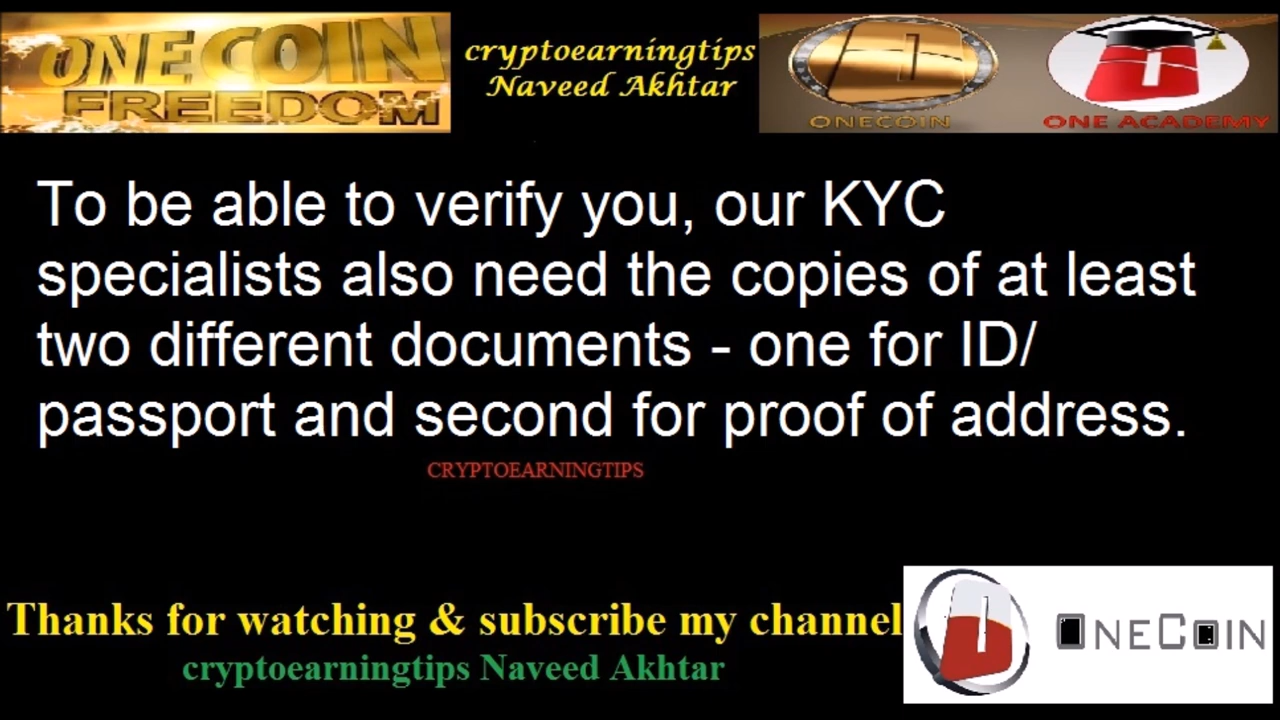 ONE COIN
FREEDOM
cryptoearningtips
Naveed Akhtar
ONECOIN
ONE ACADEMY
To be able to verify you, our KYC
specialists also need the copies of at least
two different documents - one for ID/
passport and second for proof of address.
CRYPTOEARNINGTIPS
Thanks for watching & subscribe my channel
cryptoearningtips Naveed Akhtar
ONECOIN